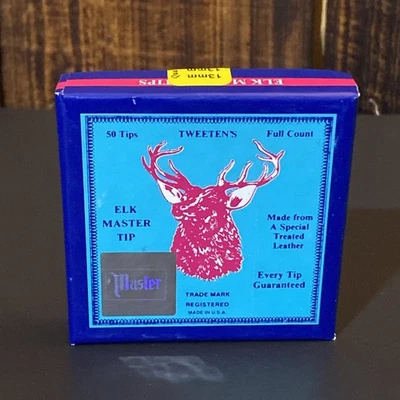 13mm
13mm
ELK M TIPS
50 Tips TWEETEN'S Full Count
ELK
MASTER
TIP
Made from
A Special
Treated
Leather
Master
Every Tip
Guaranteed
TRADE MARK
REGISTERED
MADE IN U.S.A.